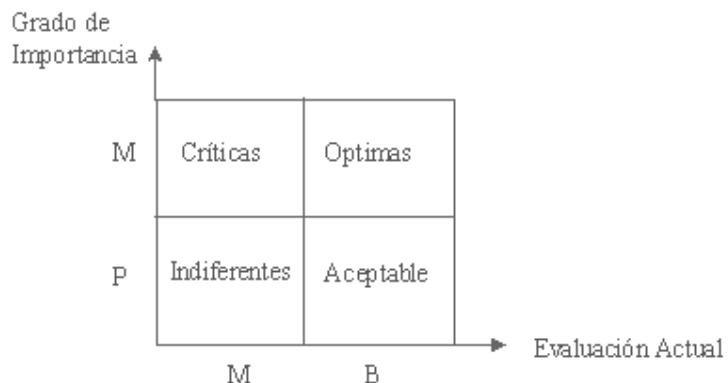 Grado de
Importancia
M
Críticas
Optimas
P
Indiferentes
Aceptable
Evaluación Actual
M
B